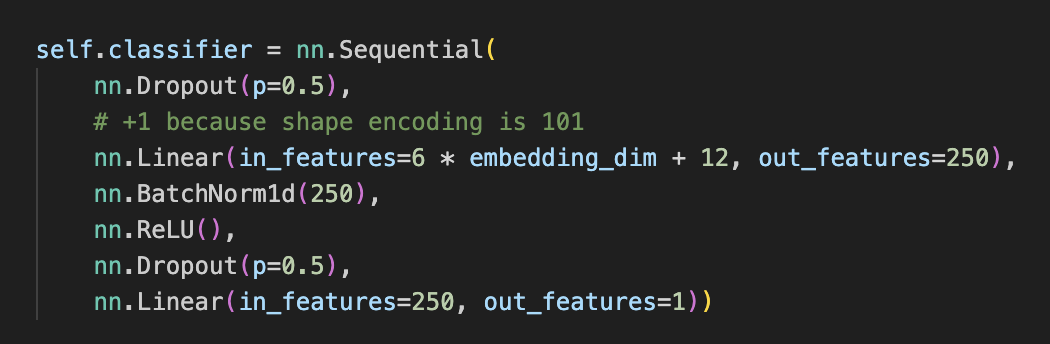 self.classifier = nn.Sequential(
    nn.Dropout(p=0.5),
    # +1 because shape encoding is 101
    nn.Linear(in_features=6 * embedding_dim + 12, out_features=250),
    nn.BatchNorm1d(250),
    nn.ReLU(),
    nn.Dropout(p=0.5),
    nn.Linear(in_features=250, out_features=1))